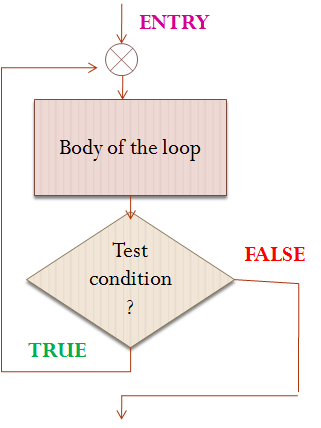 ENTRY
Body of the loop
Test
condition
?
FALSE
TRUE